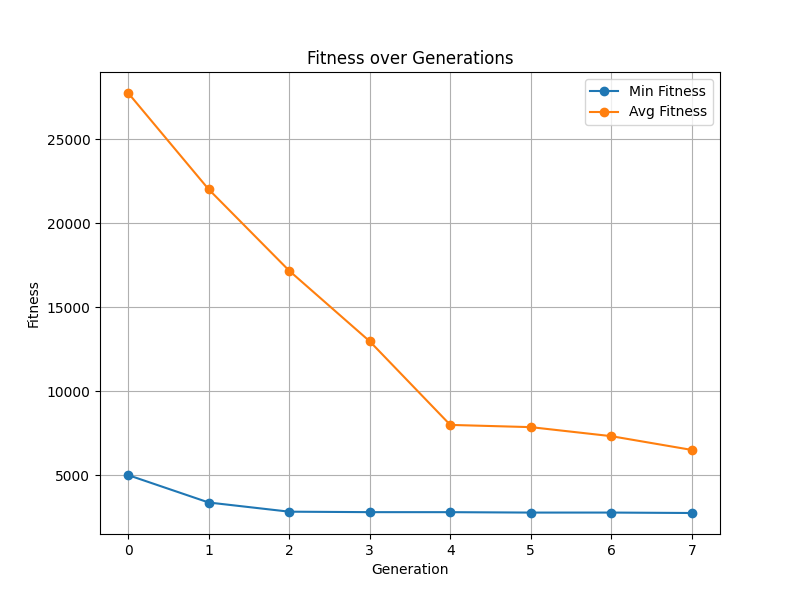 Fitness over Generations
Min Fitness
Avg Fitness
25000
20000
15000
10000
5000
Fitness
0 1 2 3 4 5 6 7
Generation